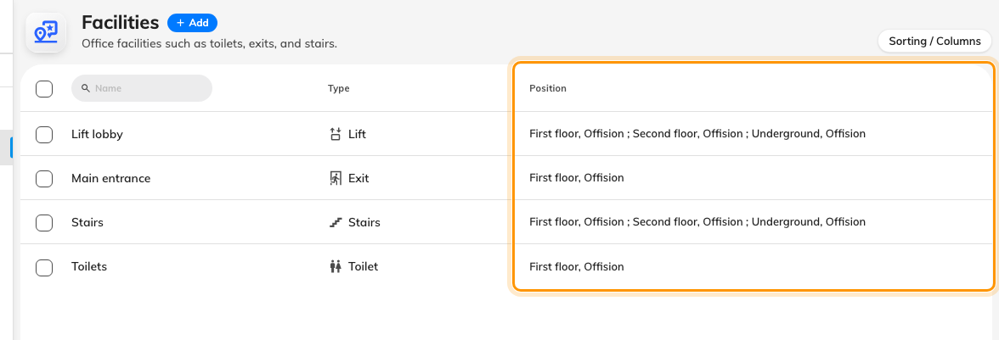 Facilities
+ Add
Office facilities such as toilets, exits, and stairs.
Sorting / Columns
Name
Type
Position
Lift lobby
Lift
First floor, Offision ; Second floor, Offision ; Underground, Offision
Main entrance
Exit
First floor, Offision
Stairs
Stairs
First floor, Offision ; Second floor, Offision ; Underground, Offision
Toilets
Toilet
First floor, Offision